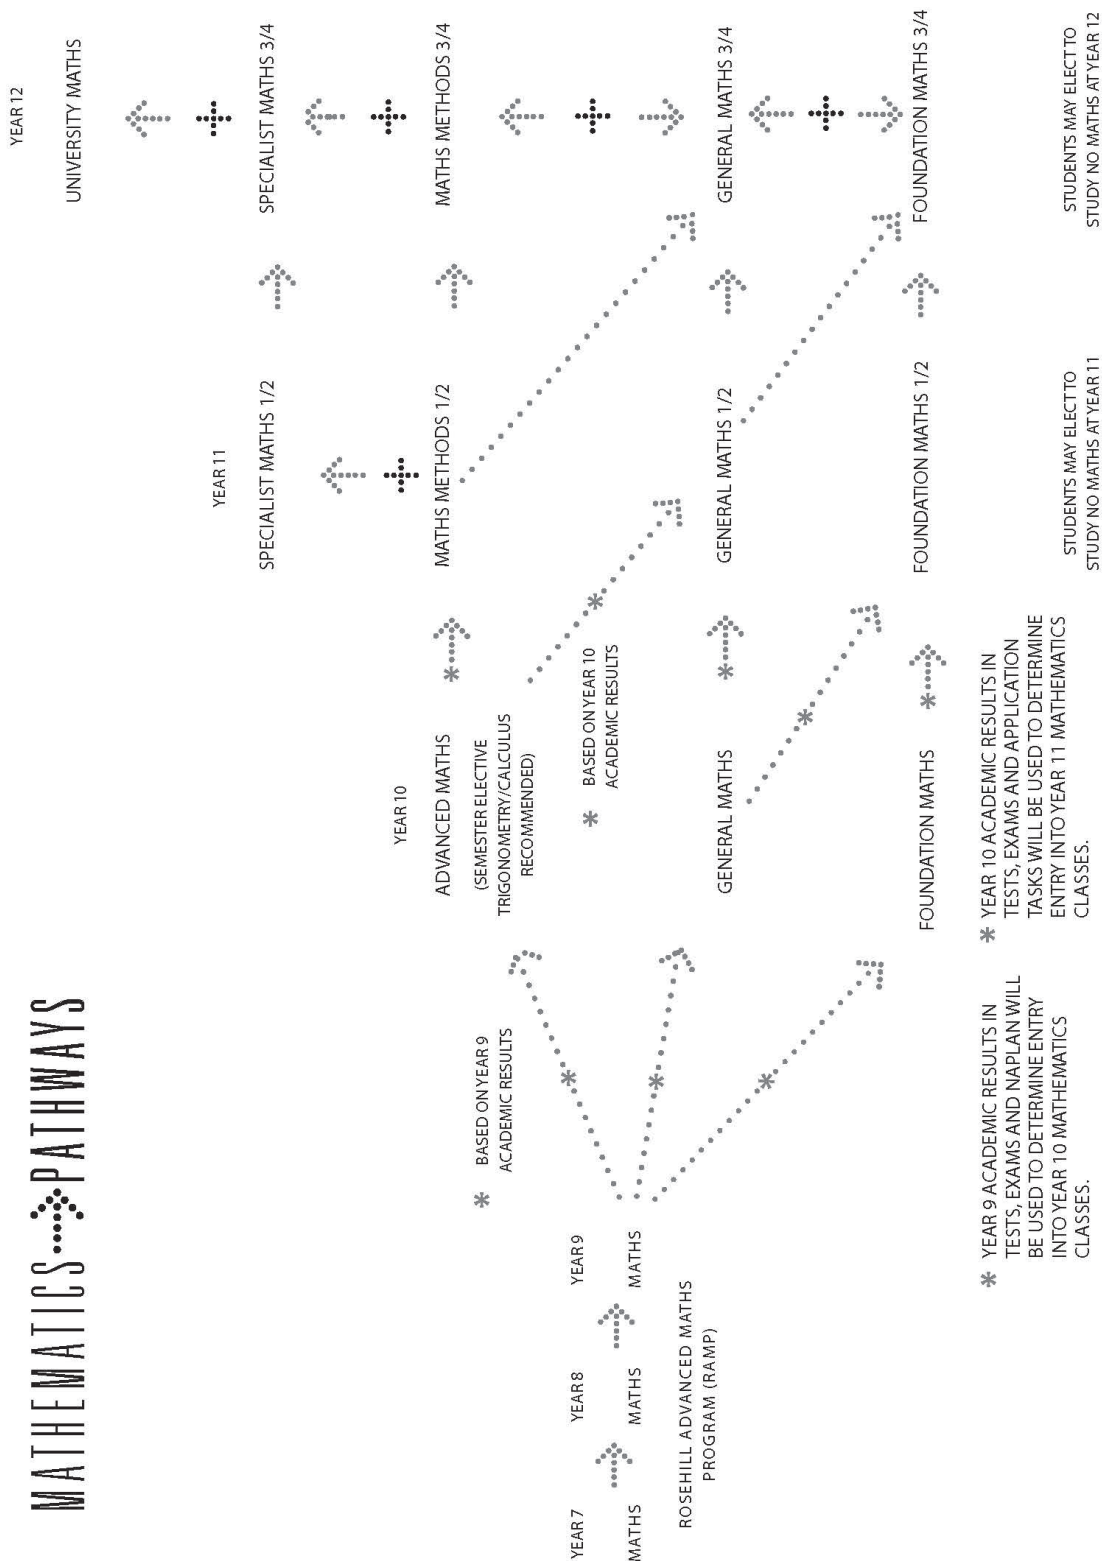 MATHEMATICS PATHWAYS
YEAR 7
MATHS
YEAR 8
MATHS
YEAR 9
MATHS
ROSEHILL ADVANCED MATHS
PROGRAM (RAMP)
* BASED ON YEAR 9
ACADEMIC RESULTS
* YEAR 9 ACADEMIC RESULTS IN
TESTS, EXAMS AND NAPLAN WILL
BE USED TO DETERMINE ENTRY
INTO YEAR 10 MATHEMATICS
CLASSES.
YEAR 10
ADVANCED MATHS
(SEMESTER ELECTIVE
TRIGONOMETRY/CALCULUS
RECOMMENDED)
* BASED ON YEAR 10
ACADEMIC RESULTS
GENERAL MATHS
FOUNDATION MATHS
* YEAR 10 ACADEMIC RESULTS IN
TESTS, EXAMS AND APPLICATION
TASKS WILL BE USED TO DETERMINE
ENTRY INTO YEAR 11 MATHEMATICS
CLASSES.
YEAR 11
SPECIALIST MATHS 1/2
MATHS METHODS 1/2
GENERAL MATHS 1/2
FOUNDATION MATHS 1/2
STUDENTS MAY ELECT TO
STUDY NO MATHS AT YEAR 11
YEAR 12
UNIVERSITY MATHS
SPECIALIST MATHS 3/4
MATHS METHODS 3/4
GENERAL MATHS 3/4
FOUNDATION MATHS 3/4
STUDENTS MAY ELECT TO
STUDY NO MATHS AT YEAR 12